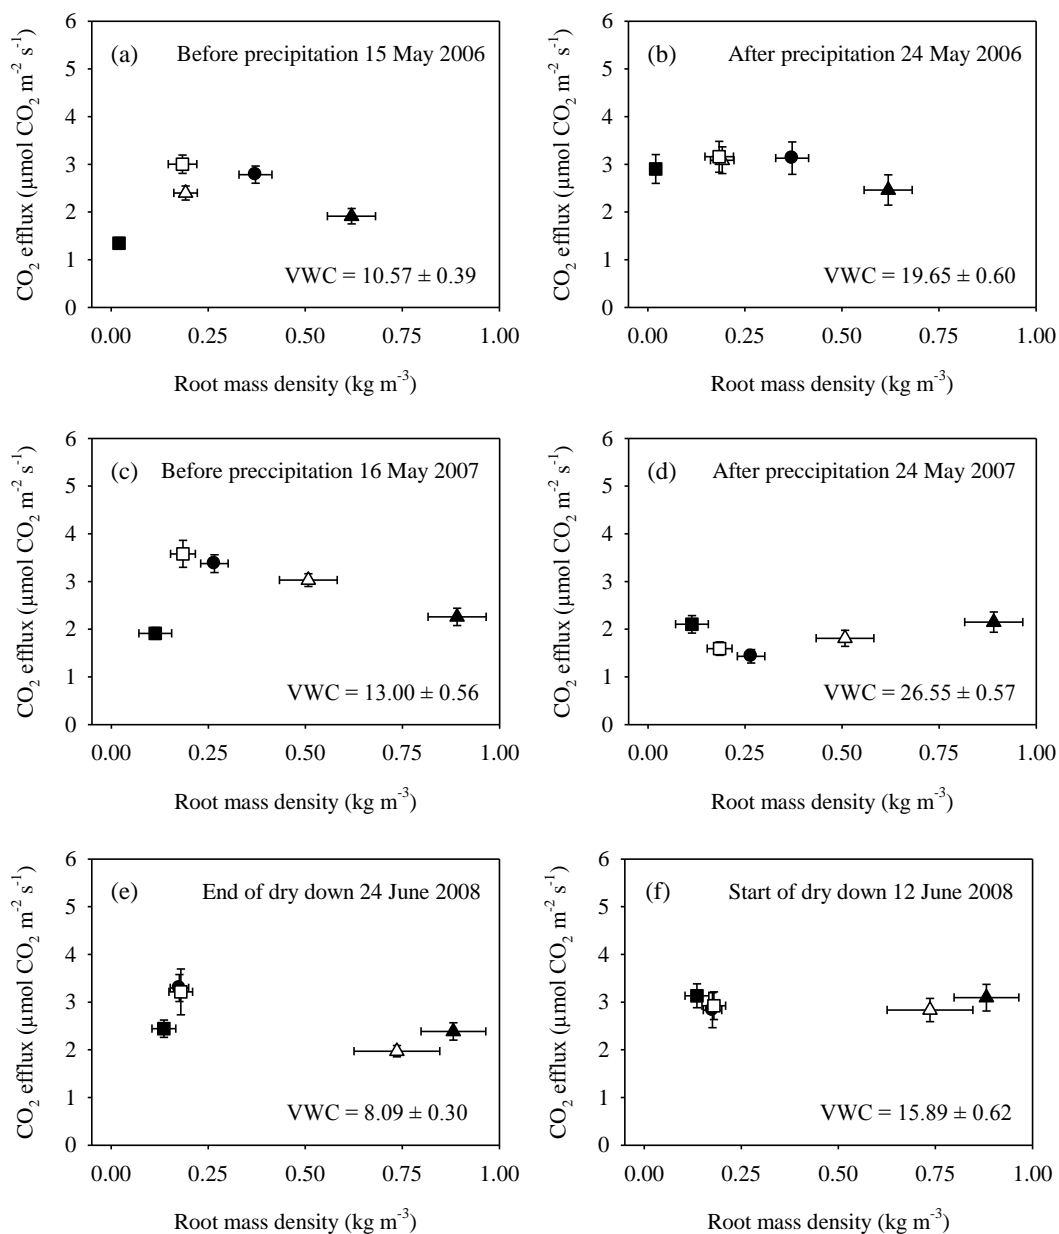 (a) Before precipitation 15 May 2006
CO₂ efflux (µmol CO₂ m⁻² s⁻¹)
6
5
4
3
2
1
0
VWC = 10.57 ± 0.39
0.00 0.25 0.50 0.75 1.00
Root mass density (kg m⁻³)
(b) After precipitation 24 May 2006
CO₂ efflux (µmol CO₂ m⁻² s⁻¹)
6
5
4
3
2
1
0
VWC = 19.65 ± 0.60
0.00 0.25 0.50 0.75 1.00
Root mass density (kg m⁻³)
(c) Before preccipitation 16 May 2007
CO₂ efflux (µmol CO₂ m⁻² s⁻¹)
6
5
4
3
2
1
0
VWC = 13.00 ± 0.56
0.00 0.25 0.50 0.75 1.00
Root mass density (kg m⁻³)
(d) After preccipitation 24 May 2007
CO₂ efflux (µmol CO₂ m⁻² s⁻¹)
6
5
4
3
2
1
0
VWC = 26.55 ± 0.57
0.00 0.25 0.50 0.75 1.00
Root mass density (kg m⁻³)
(e) End of dry down 24 June 2008
CO₂ efflux (µmol CO₂ m⁻² s⁻¹)
6
5
4
3
2
1
0
VWC = 8.09 ± 0.30
0.00 0.25 0.50 0.75 1.00
Root mass density (kg m⁻³)
(f) Start of dry down 12 June 2008
CO₂ efflux (µmol CO₂ m⁻² s⁻¹)
6
5
4
3
2
1
0
VWC = 15.89 ± 0.62
0.00 0.25 0.50 0.75 1.00
Root mass density (kg m⁻³)